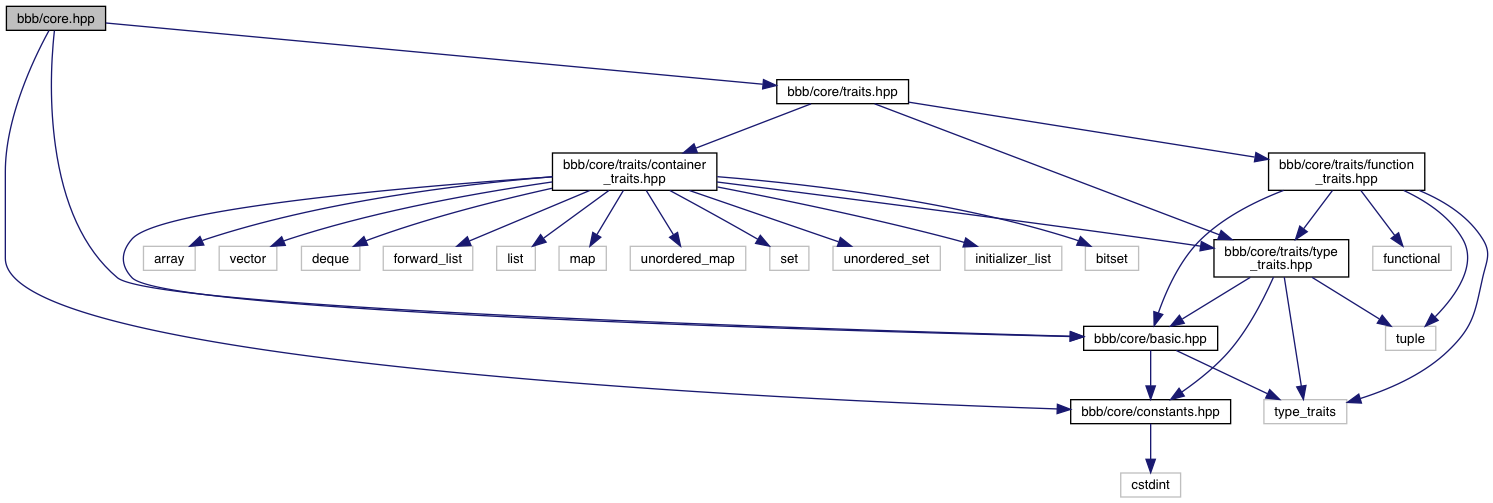 bbb/core.hpp
bbb/core/traits.hpp
bbb/core/traits/container
_traits.hpp
bbb/core/traits/function
_traits.hpp
array
vector
deque
forward_list
list
map
unordered_map
set
unordered_set
initializer_list
bitset
bbb/core/traits/type
_traits.hpp
functional
bbb/core/basic.hpp
tuple
bbb/core/constants.hpp
type_traits
cstdint